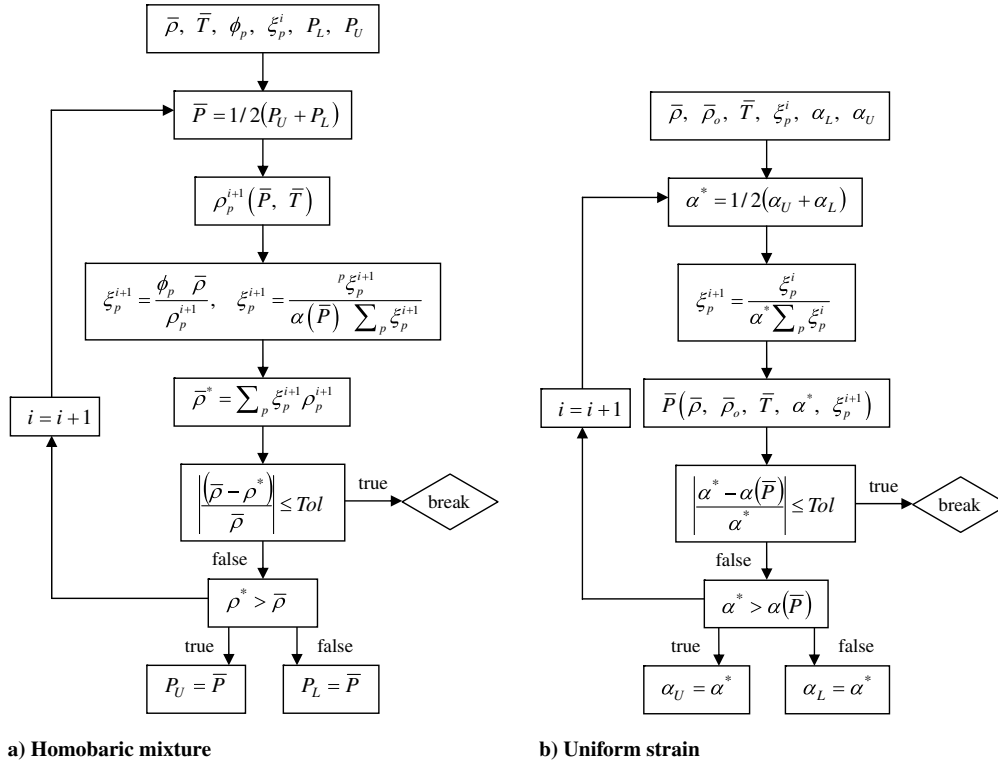 ρ̄, T̄, ϕ_p, ξ_p^i, P_L, P_U
P̄ = 1/2(P_U + P_L)
ρ_p^{i+1}(P̄, T̄)
ξ_p^{i+1} = ϕ_p ρ̄ / ρ_p^{i+1}, ξ_p^{i+1} = ^pξ_p^{i+1} / α(P̄) ∑_p ξ_p^{i+1}
ρ̄^* = ∑_p ξ_p^{i+1} ρ_p^{i+1}
i = i + 1
|(ρ̄ − ρ^*) / ρ̄| ≤ Tol
true
break
false
ρ^* > ρ̄
true
false
P_U = P̄
P_L = P̄
a) Homobaric mixture
ρ̄, ρ̄_o, T̄, ξ_p^i, α_L, α_U
α^* = 1/2(α_U + α_L)
ξ_p^{i+1} = ξ_p^i / α^* ∑_p ξ_p^i
P̄(ρ̄, ρ̄_o, T̄, α^*, ξ_p^{i+1})
i = i + 1
|α^* − α(P̄) / α^*| ≤ Tol
true
break
false
α^* > α(P̄)
true
false
α_U = α^*
α_L = α^*
b) Uniform strain